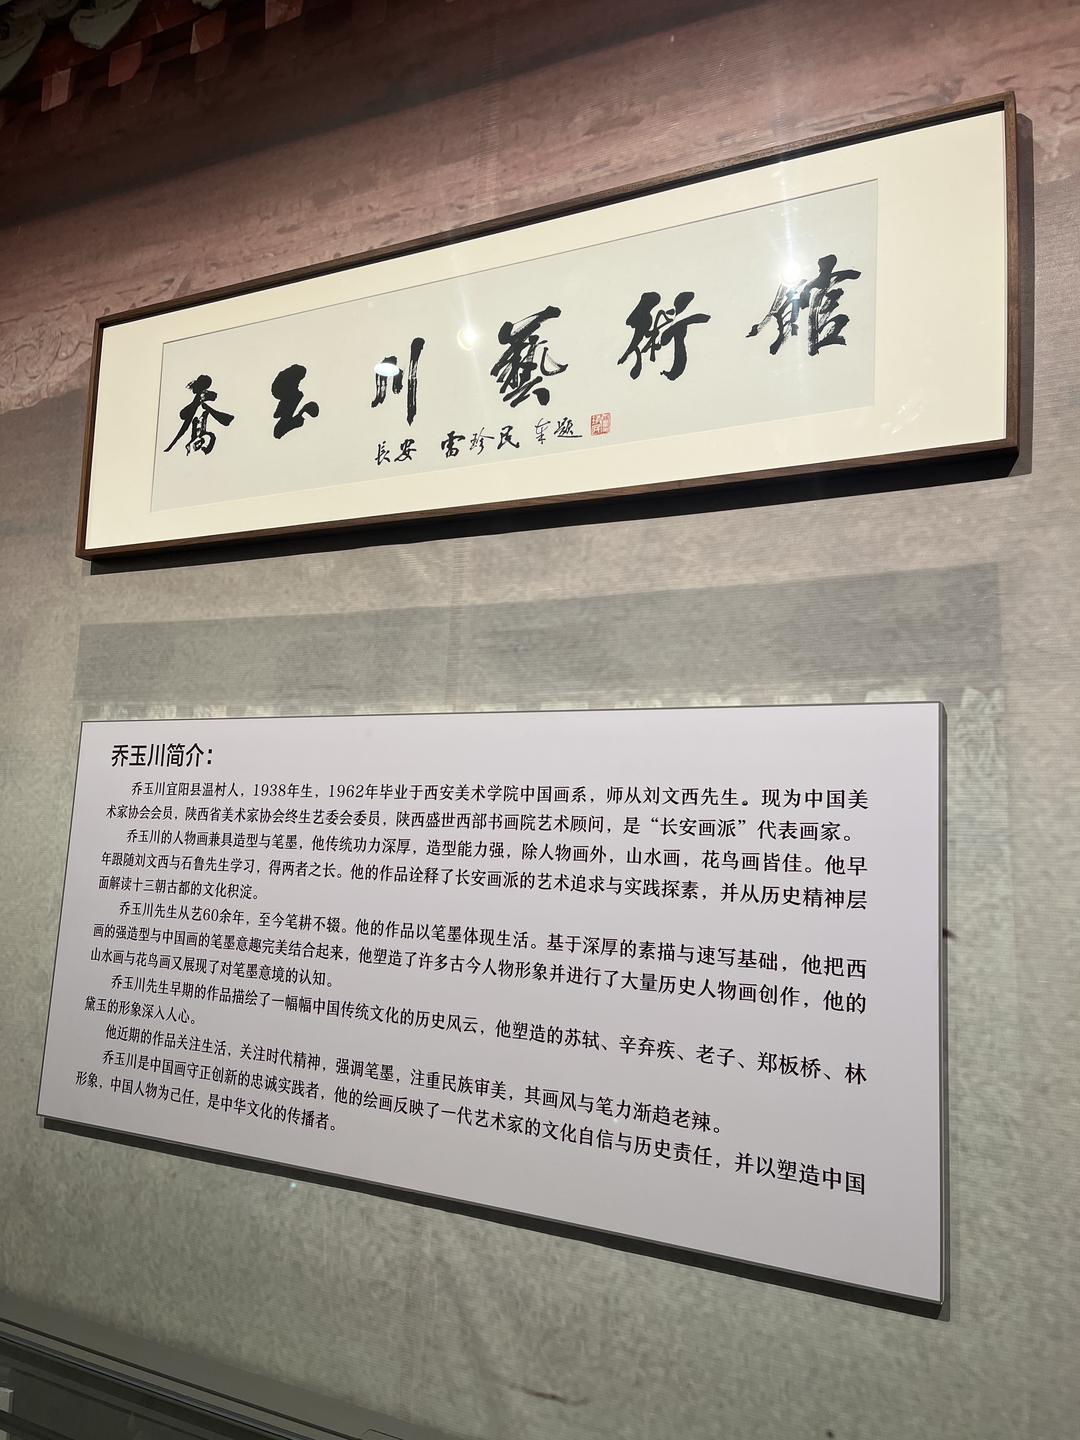 喬玉川藝術館
長安 雷珍民 奉題
乔玉川简介：
乔玉川宜阳县温村人，1938年生，1962年毕业于西安美术学院中国画系，师从刘文西先生。现为中国美
术家协会会员，陕西省美术家协会终生艺委会委员，陕西盛世西部书画院艺术顾问，是“长安画派”代表画家。
乔玉川的人物画兼具造型与笔墨，他传统功力深厚，造型能力强，除人物画外，山水画，花鸟画皆佳。他早
年跟随刘文西与石鲁先生学习，得两者之长。他的作品诠释了长安画派的艺术追求与实践探素，并从历史精神层
面解读十三朝古都的文化积淀。
乔玉川先生从艺60余年，至今笔耕不辍。他的作品以笔墨体现生活。基于深厚的素描与速写基础，他把西
画的强造型与中国画的笔墨意趣完美结合起来，他塑造了许多古今人物形象并进行了大量历史人物画创作，他的
山水画与花鸟画又展现了对笔墨意境的认知。
乔玉川先生早期的作品描绘了一幅幅中国传统文化的历史风云，他塑造的苏轼、辛弃疾、老子、郑板桥、林
黛玉的形象深入人心。
他近期的作品关注生活，关注时代精神，强调笔墨，注重民族审美，其画风与笔力渐趋老辣。
乔玉川是中国画守正创新的忠诚实践者，他的绘画反映了一代艺术家的文化自信与历史责任，并以塑造中国
形象，中国人物为己任，是中华文化的传播者。